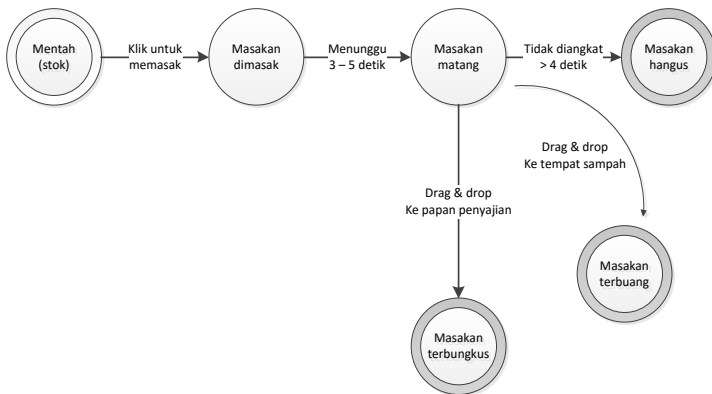 Mentah
(stok)
Klik untuk
memasak
Masakan
dimasak
Menunggu
3 – 5 detik
Masakan
matang
Tidak diangkat
> 4 detik
Masakan
hangus
Drag & drop
Ke tempat sampah
Drag & drop
Ke papan penyajian
Masakan
terbuang
Masakan
terbungkus